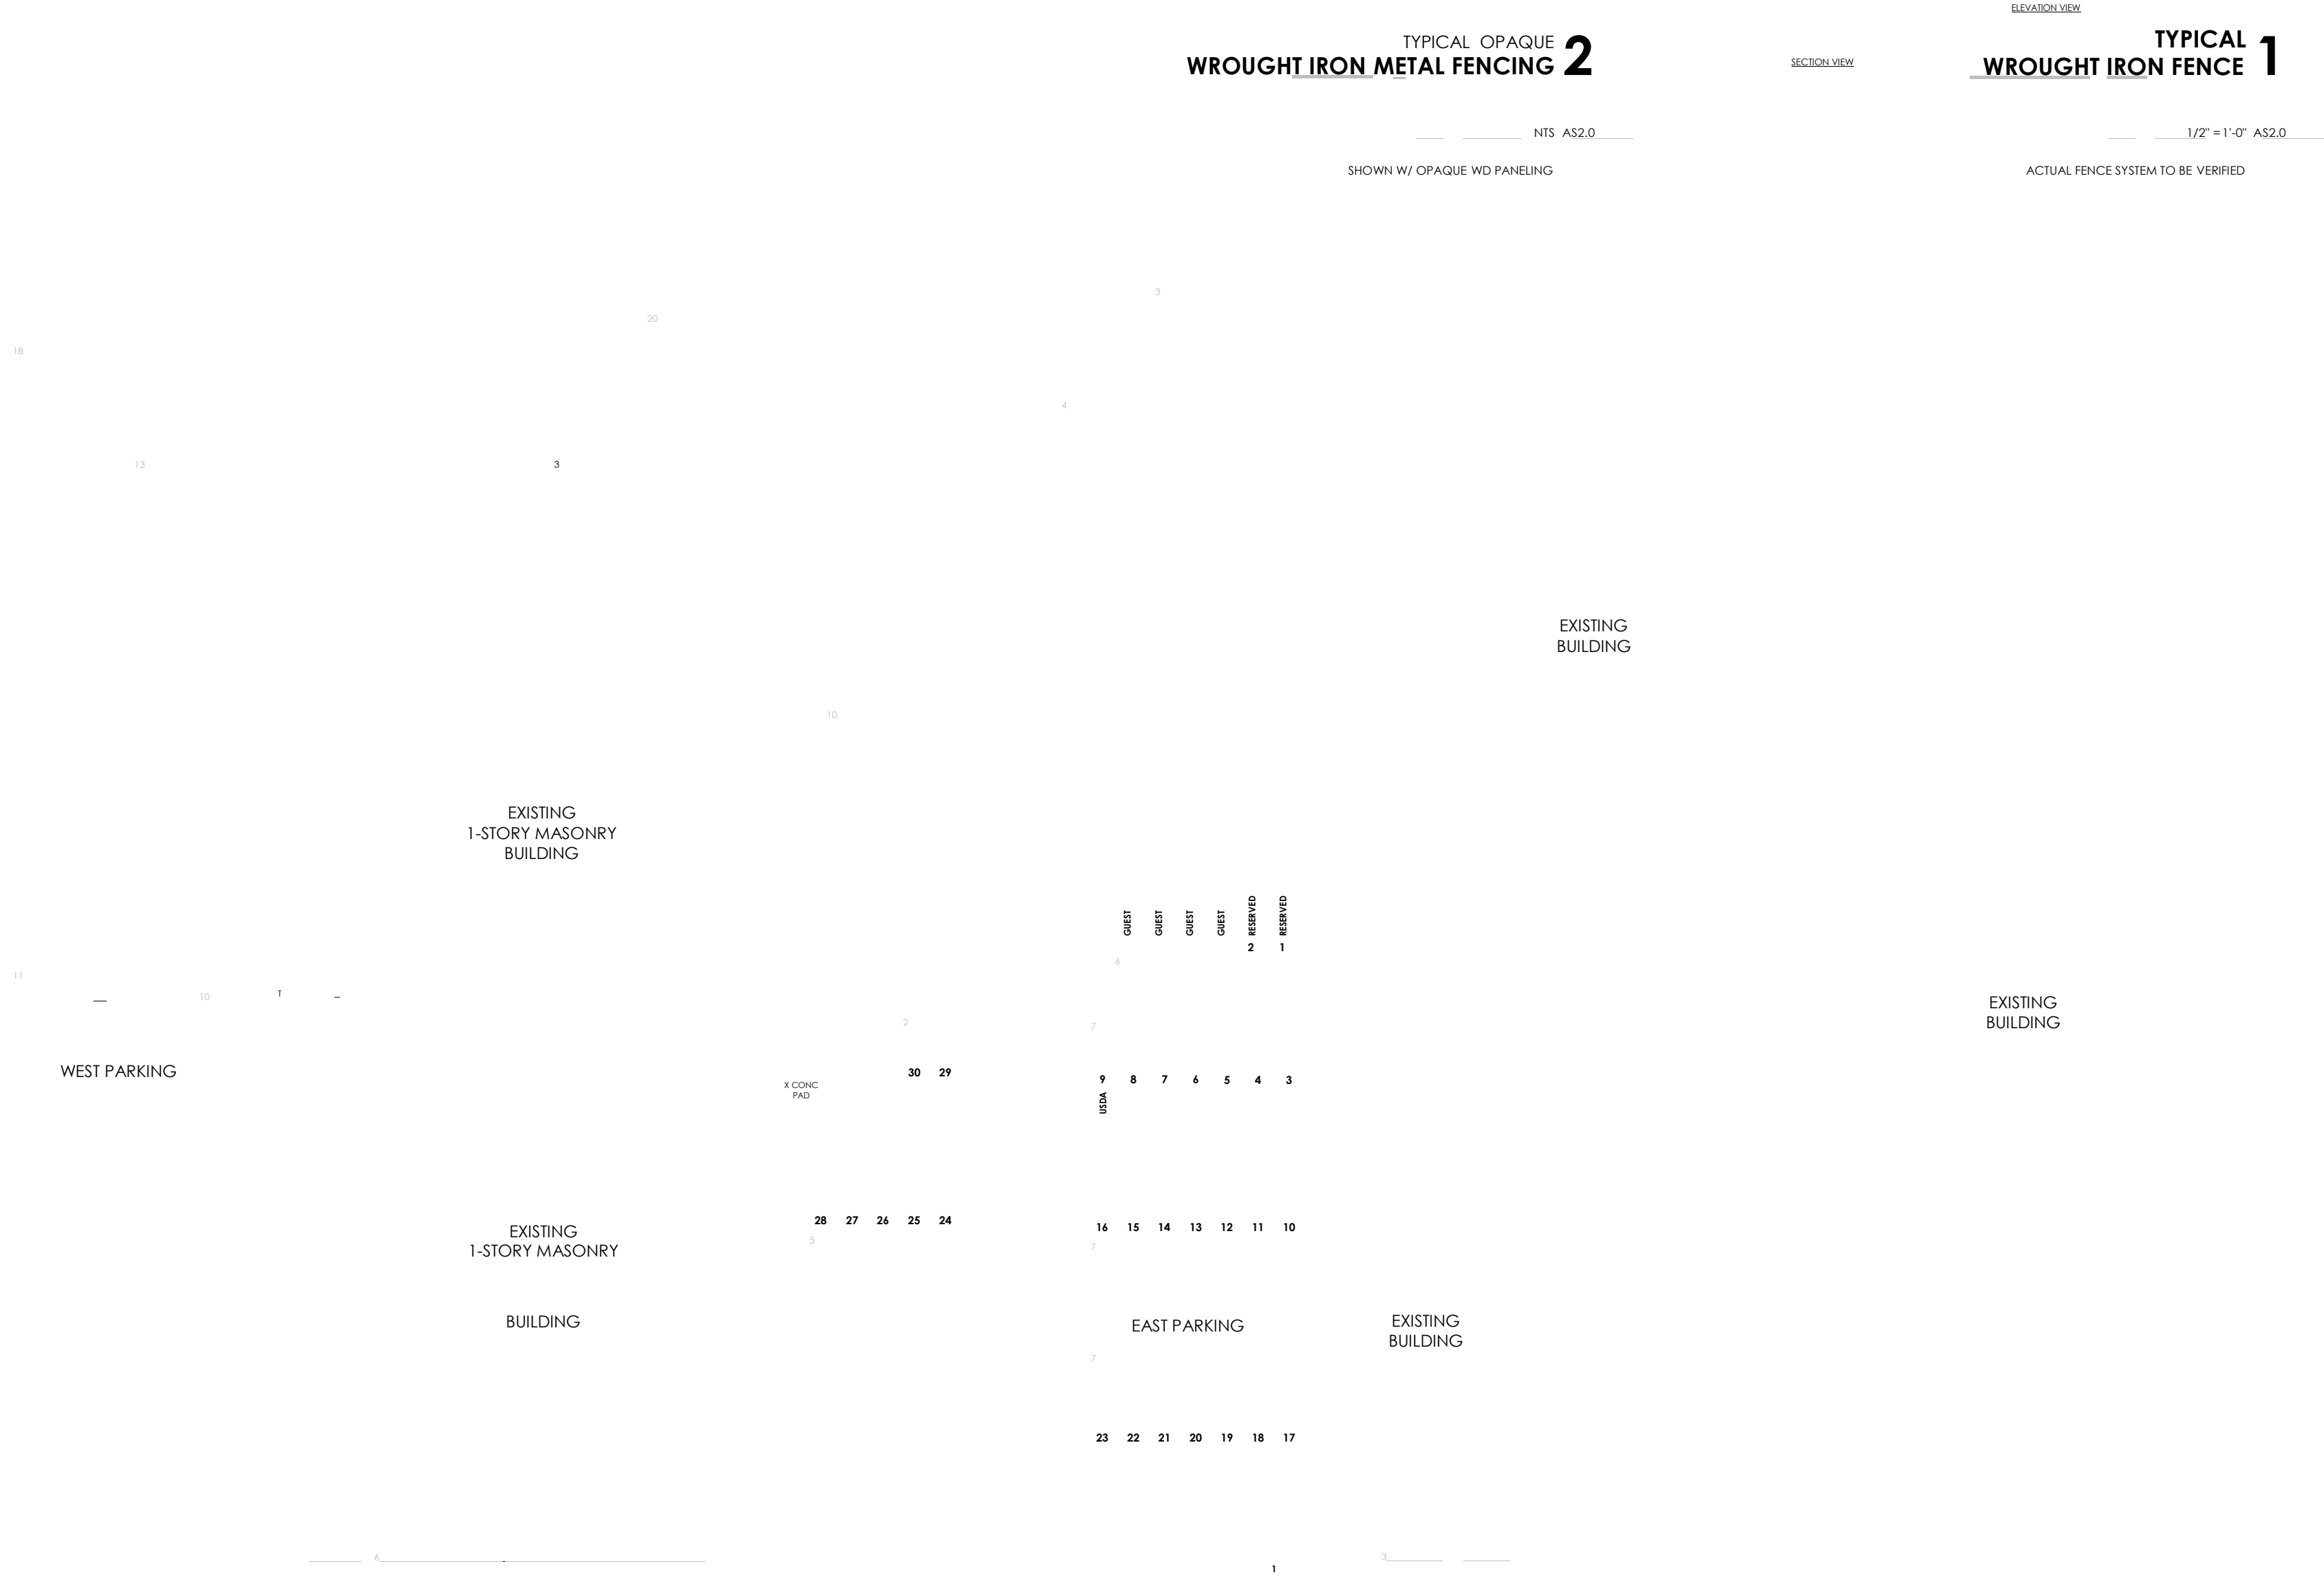 ELEVATION VIEW
TYPICAL OPAQUE
WROUGHT IRON METAL FENCING 2
SECTION VIEW
TYPICAL
WROUGHT IRON FENCE 1
NTS AS2.0
1/2" = 1'-0" AS2.0
SHOWN W/ OPAQUE WD PANELING
ACTUAL FENCE SYSTEM TO BE VERIFIED
3
20
18
4
13
3
EXISTING
BUILDING
10
EXISTING
1-STORY MASONRY
BUILDING
GUEST
GUEST
GUEST
GUEST
RESERVED
RESERVED
2 1
6
11
10
T
EXISTING
BUILDING
2
7
WEST PARKING
30 29
X CONC
PAD
9 8 7 6 5 4 3
USDA
28 27 26 25 24
16 15 14 13 12 11 10
5
7
EXISTING
1-STORY MASONRY
BUILDING
EAST PARKING
EXISTING
BUILDING
7
23 22 21 20 19 18 17
6
3
1